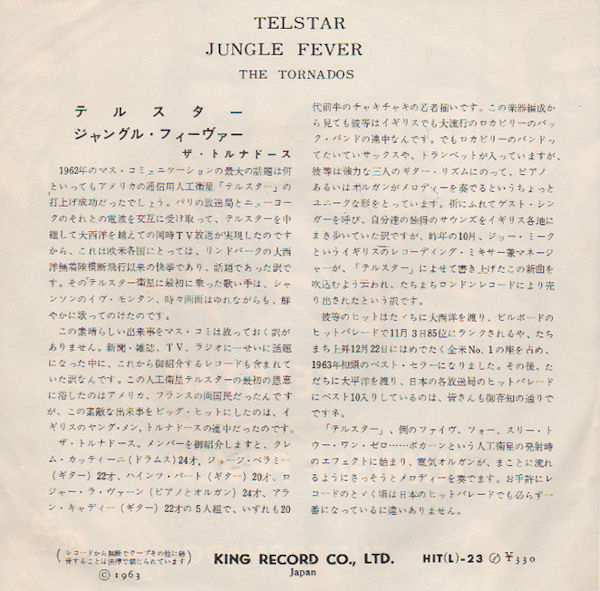 TELSTAR
JUNGLE FEVER
THE TORNADOS
テルスター
ジャングル・フィーヴァー
ザ・トルナドース
1962年のマス・コミュニケーションの最大の話題は何
といってもアメリカの通信用人工衛星「テルスター」の
打上げ成功だったでしょう。パリの放送局とニューヨー
クのそれとの電波を交互に受け取って、テルスターを中
継して大西洋を越えての同時TV放送が実現したのです
から、これは欧米各国にとっては、リンドバークの大西
洋無着陸横断飛行以来の快挙であり、話題であった訳で
す。そのテルスター衛星に最初に乗った歌い手は、シャ
ンソンのイヴ・モンタン、時々画面はゆれながらも、鮮
やかに歌ってのけたのです。
この素晴らしい出来事をマス・コミは放っておく訳が
ありません。新聞・雑誌、TV、ラジオに一せいに話題
になった中に、これから御紹介するレコードも含まれて
いた訳なんです。この人工衛星テルスターの最初の恩恵
に浴したのはアメリカ、フランスの両国民だったんです
が、この素敵な出来事をビッグ・ヒットにしたのは、イ
ギリスのヤング・メン、トルナドースの連中だったのです。
ザ・トルナドース。メンバーを御紹介しますと、クレ
ム・カッティーニ（ドラムス）24才、ジョージ・ベラミー
（ギター）22才、ハインツ・バート（ギター）20才、ロ
ジャー・ラ・ヴァーン（ピアノとオルガン）24才、アラ
ン・キャディー（ギター）22才の5人組で、いずれも20
代前半のチャキチャキの若者揃いです。この楽器編成か
ら見ても彼等はイギリスでも大流行のロカビリーのバッ
ク・バンドの連中なんです。でもロカビリーのバンドっ
てたいていサックスや、トランペットが入っていますが、
彼等は強力な三人のギター・リズムにのって、ピアノ
あるいはオルガンがメロディーを奏でるというちょっと
ユニークな形をとっています。折にふれてゲスト・シン
ガーを呼び、自分達の独得のサウンズをイギリス各地に
まき歩いていた訳ですが、昨年の10月、ジョー・ミーク
というイギリスのレコーディング・ミキサー兼マネージ
ャーが、「テルスター」によせて書き上げたこの新曲を
吹込むよう云われ、たちまちロンドンレコードにより売
り出されたという訳です。
彼等のヒットはたちまちに大西洋を渡り、ビルボードの
ヒットパレードで11月3日85位にランクされるや、たち
まち上昇12月22日にはめでたく全米No.1の座を占め、
1963年初頭のベスト・セラーになりました。その後、た
だちに太平洋を渡り、日本の各放送局のヒットパレード
にベスト10入りしているのは、皆さんも御存知の通りで
ですネ。
「テルスター」、例のファイヴ、フォー、スリー・ト
ウー・ワン・ゼロ……ボカーンという人工衛星の発射時
のエフェクトに始まり、電気オルガンが、まことに流れ
るようにさっそうとメロディーを奏でます。お手許にレ
コードのとゞく頃は日本のヒットパレードでも必らず一
番になっているに違いありません。
（レコードから無断でテープその他に録
音することは法律で禁じられています）
Ⓒ 1963
KING RECORD CO., LTD.
Japan
HIT(L)-23 ¥330